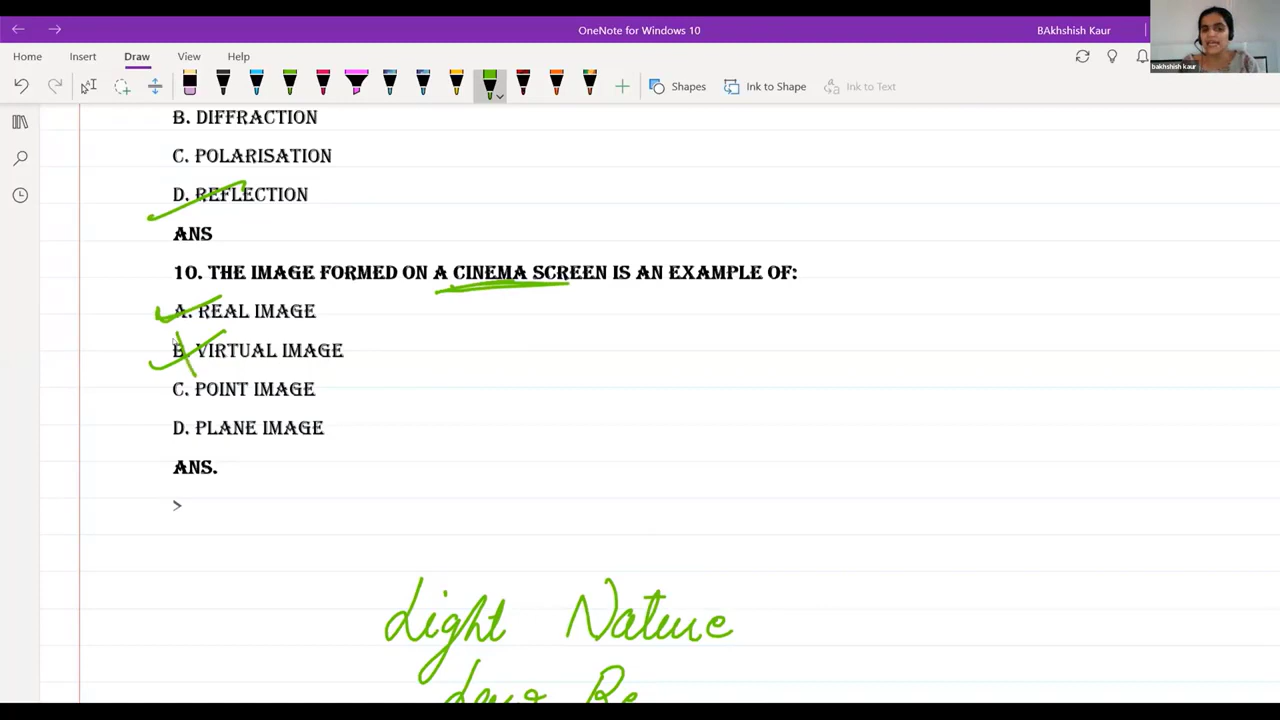 OneNote for Windows 10
BAkhshish Kaur
bakhshish kaur
Home Insert Draw View Help
Shapes Ink to Shape Ink to Text
B. DIFFRACTION
C. POLARISATION
D. REFLECTION
ANS
10. THE IMAGE FORMED ON A CINEMA SCREEN IS AN EXAMPLE OF:
A. REAL IMAGE
B. VIRTUAL IMAGE
C. POINT IMAGE
D. PLANE IMAGE
ANS.
>
Light Nature